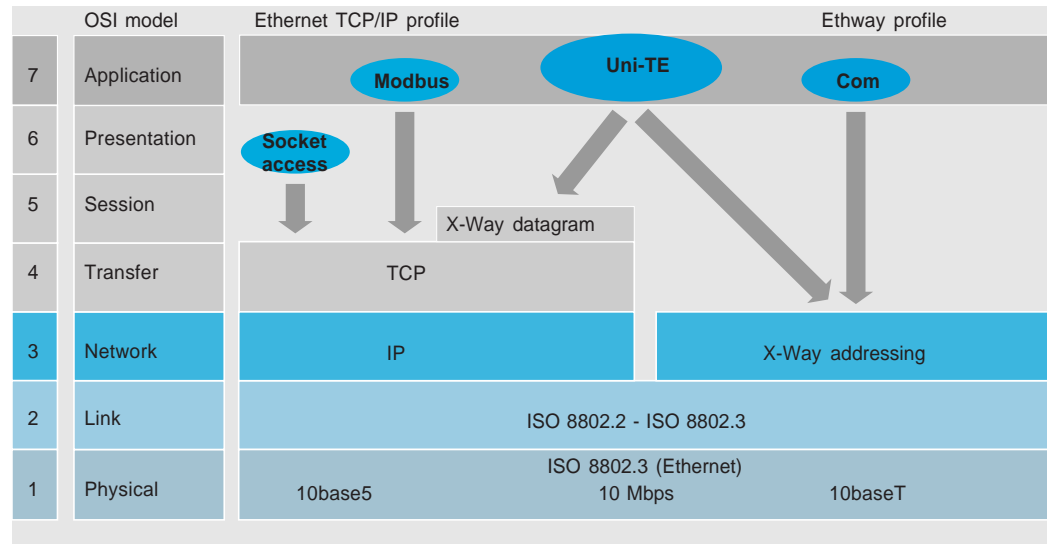 OSI model Ethernet TCP/IP profile Ethway profile
7 Application Modbus Uni-TE Com
6 Presentation Socket
access
5 Session X-Way datagram
4 Transfer TCP
3 Network IP X-Way addressing
2 Link ISO 8802.2 - ISO 8802.3
ISO 8802.3 (Ethernet)
1 Physical 10base5 10 Mbps 10baseT